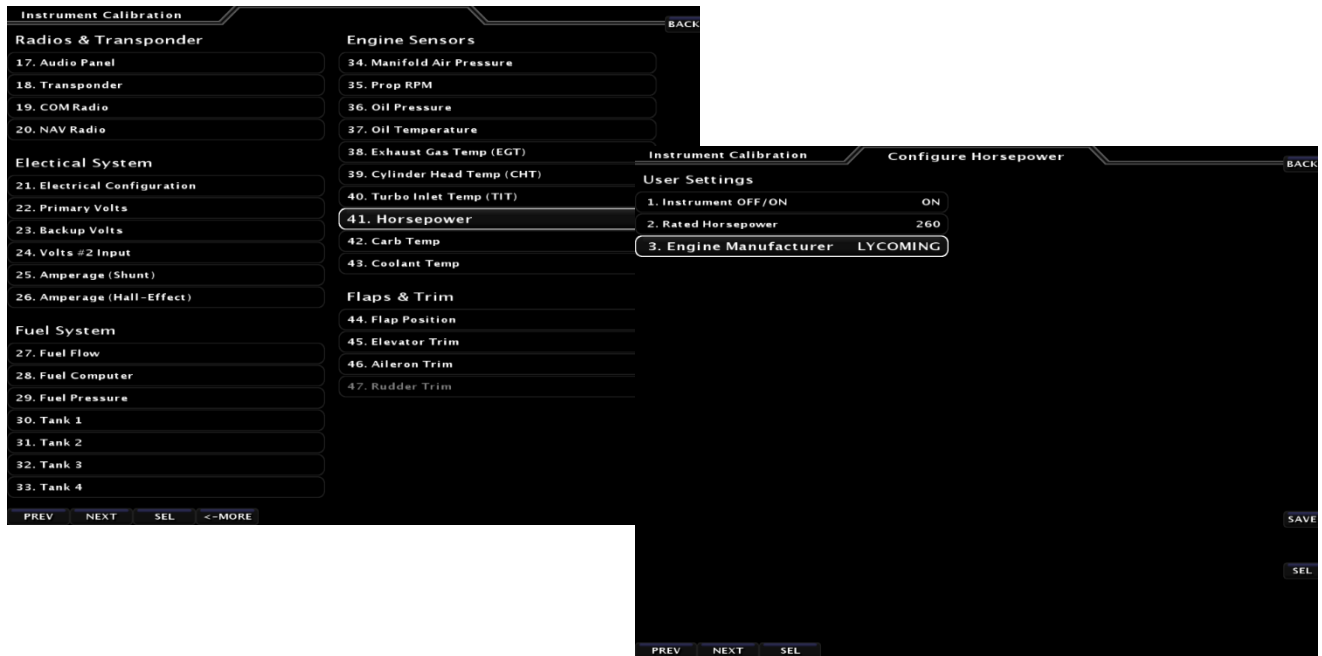 Instrument Calibration
BACK
Radios & Transponder
17. Audio Panel
18. Transponder
19. COM Radio
20. NAV Radio
Electical System
21. Electrical Configuration
22. Primary Volts
23. Backup Volts
24. Volts #2 Input
25. Amperage (Shunt)
26. Amperage (Hall-Effect)
Fuel System
27. Fuel Flow
28. Fuel Computer
29. Fuel Pressure
30. Tank 1
31. Tank 2
32. Tank 3
33. Tank 4
Engine Sensors
34. Manifold Air Pressure
35. Prop RPM
36. Oil Pressure
37. Oil Temperature
38. Exhaust Gas Temp (EGT)
39. Cylinder Head Temp (CHT)
40. Turbo Inlet Temp (TIT)
41. Horsepower
42. Carb Temp
43. Coolant Temp
Flaps & Trim
44. Flap Position
45. Elevator Trim
46. Aileron Trim
47. Rudder Trim
PREV NEXT SEL <-MORE
Instrument Calibration Configure Horsepower
BACK
User Settings
1. Instrument OFF/ON ON
2. Rated Horsepower 260
3. Engine Manufacturer LYCOMING
SAVE
SEL
PREV NEXT SEL